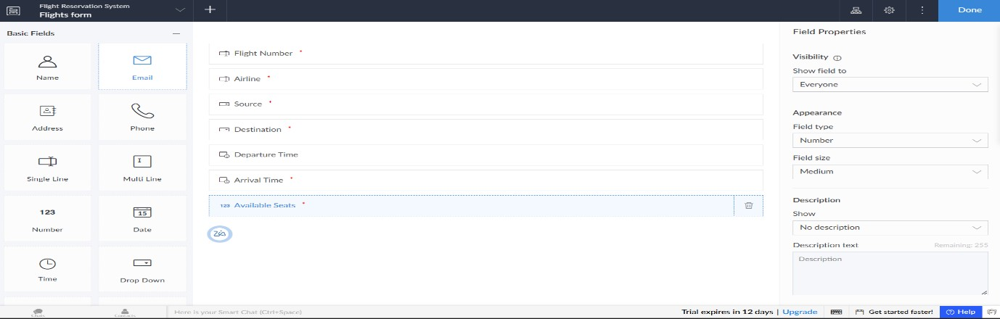 Flight Reservation System
Flights form
Done
Basic Fields
Name
Email
Address
Phone
Single Line
Multi Line
123
Number
15
Date
Time
Drop Down
Flight Number *
Airline *
Source *
Destination *
Departure Time
Arrival Time *
123 Available Seats *
Zia
Field Properties
Visibility
Show field to
Everyone
Appearance
Field type
Number
Field size
Medium
Description
Show
No description
Description text
Remaining: 255
Description
Chats
Contacts
Here is your Smart Chat (Ctrl+Space)
Trial expires in 12 days | Upgrade
Get started faster!
Help